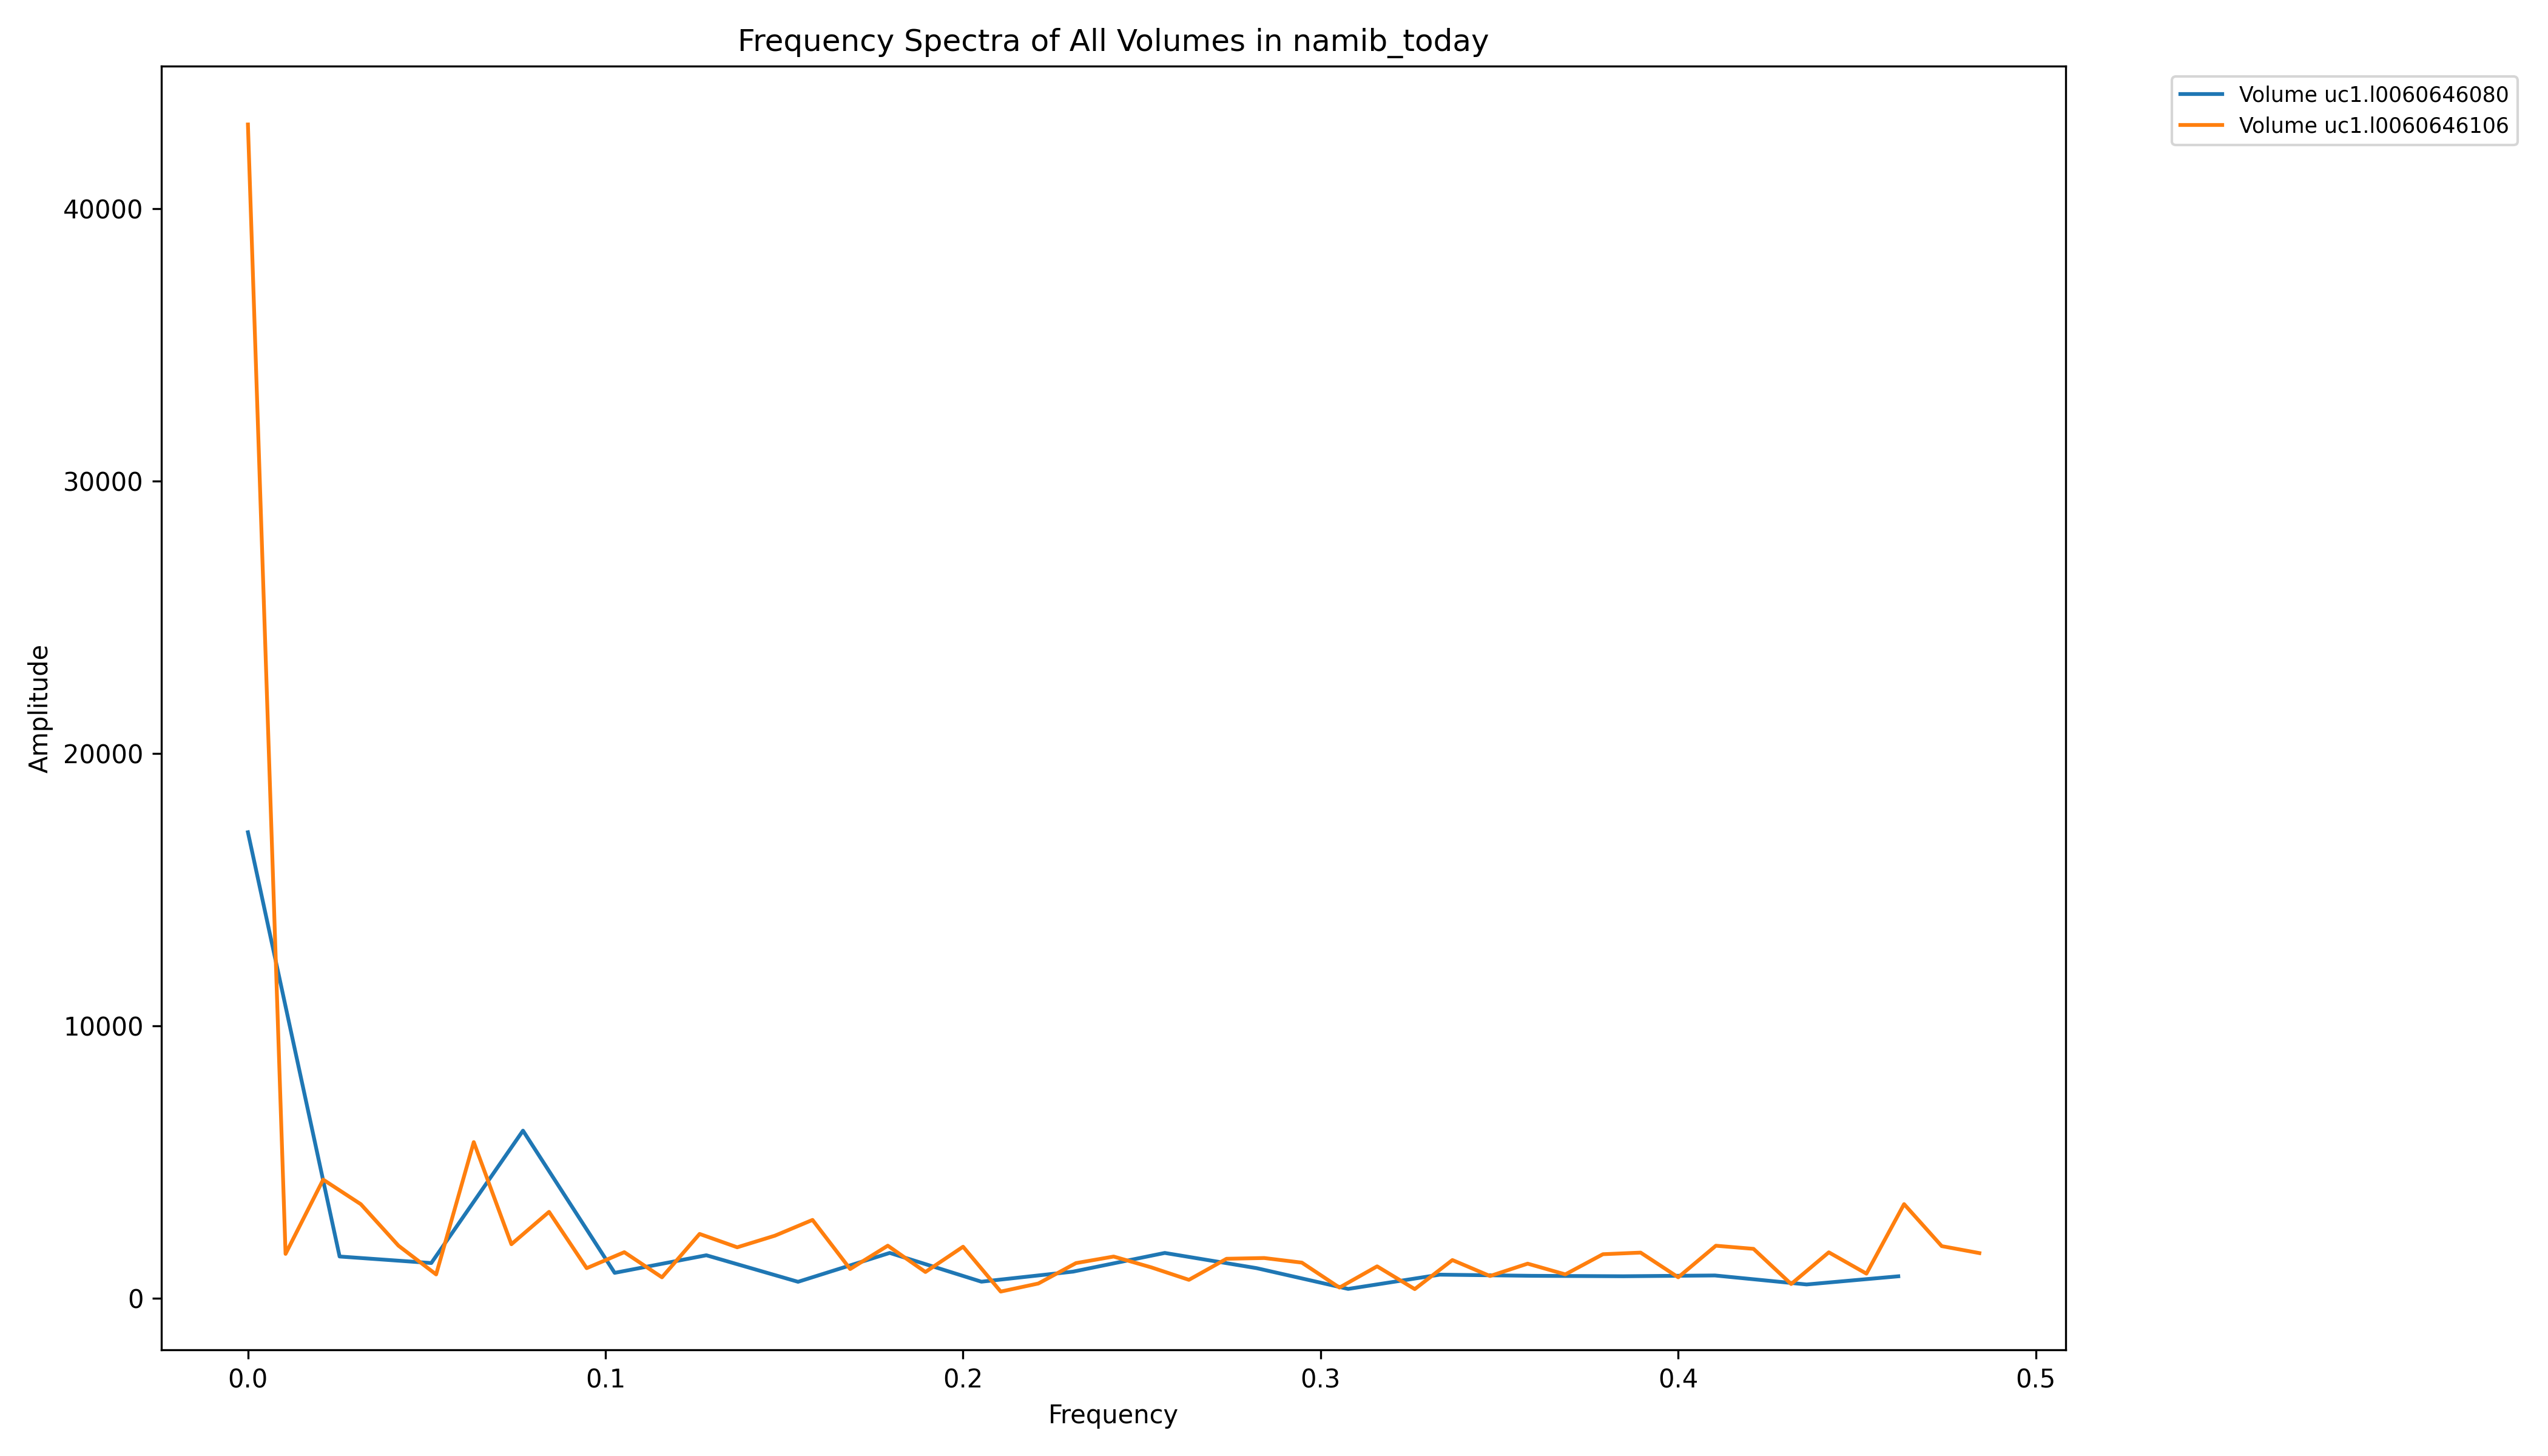 Frequency Spectra of All Volumes in namib_today
Volume uc1.l0060646080
Volume uc1.l0060646106
Amplitude
40000
30000
20000
10000
0
0.0 0.1 0.2 0.3 0.4 0.5
Frequency